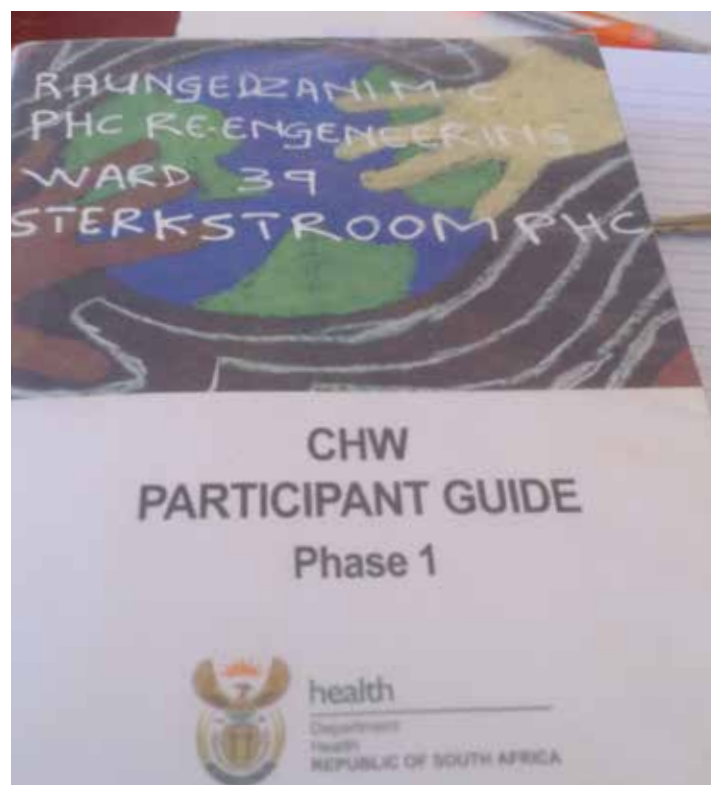 RAUNGEDZANI M.C
PHC RE-ENGENEERING
WARD 39
STERKSTROOM PHC
CHW
PARTICIPANT GUIDE
Phase 1
health
Department
Health
REPUBLIC OF SOUTH AFRICA